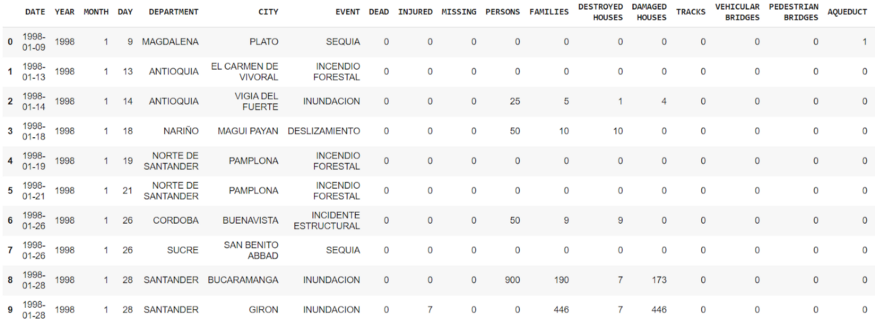 DATE YEAR MONTH DAY DEPARTMENT CITY EVENT DEAD INJURED MISSING PERSONS FAMILIES DESTROYED HOUSES DAMAGED HOUSES TRACKS VEHICULAR BRIDGES PEDESTRIAN BRIDGES AQUEDUCT
0 1998-01-09 1998 1 9 MAGDALENA PLATO SEQUIA 0 0 0 0 0 0 0 0 0 0 1
1 1998-01-13 1998 1 13 ANTIOQUIA EL CARMEN DE VIVORAL INCENDIO FORESTAL 0 0 0 0 0 0 0 0 0 0 0
2 1998-01-14 1998 1 14 ANTIOQUIA VIGIA DEL FUERTE INUNDACION 0 0 0 25 5 1 4 0 0 0 0
3 1998-01-18 1998 1 18 NARIÑO MAGUI PAYAN DESLIZAMIENTO 0 0 0 50 10 10 0 0 0 0 0
4 1998-01-19 1998 1 19 NORTE DE SANTANDER PAMPLONA INCENDIO FORESTAL 0 0 0 0 0 0 0 0 0 0 0
5 1998-01-21 1998 1 21 NORTE DE SANTANDER PAMPLONA INCENDIO FORESTAL 0 0 0 0 0 0 0 0 0 0 0
6 1998-01-26 1998 1 26 CORDOBA BUENAVISTA INCIDENTE ESTRUCTURAL 0 0 0 50 9 9 0 0 0 0 0
7 1998-01-26 1998 1 26 SUCRE SAN BENITO ABBAD SEQUIA 0 0 0 0 0 0 0 0 0 0 0
8 1998-01-28 1998 1 28 SANTANDER BUCARAMANGA INUNDACION 0 0 0 900 190 7 173 0 0 0 0
9 1998-01-28 1998 1 28 SANTANDER GIRON INUNDACION 0 7 0 0 446 7 446 0 0 0 0